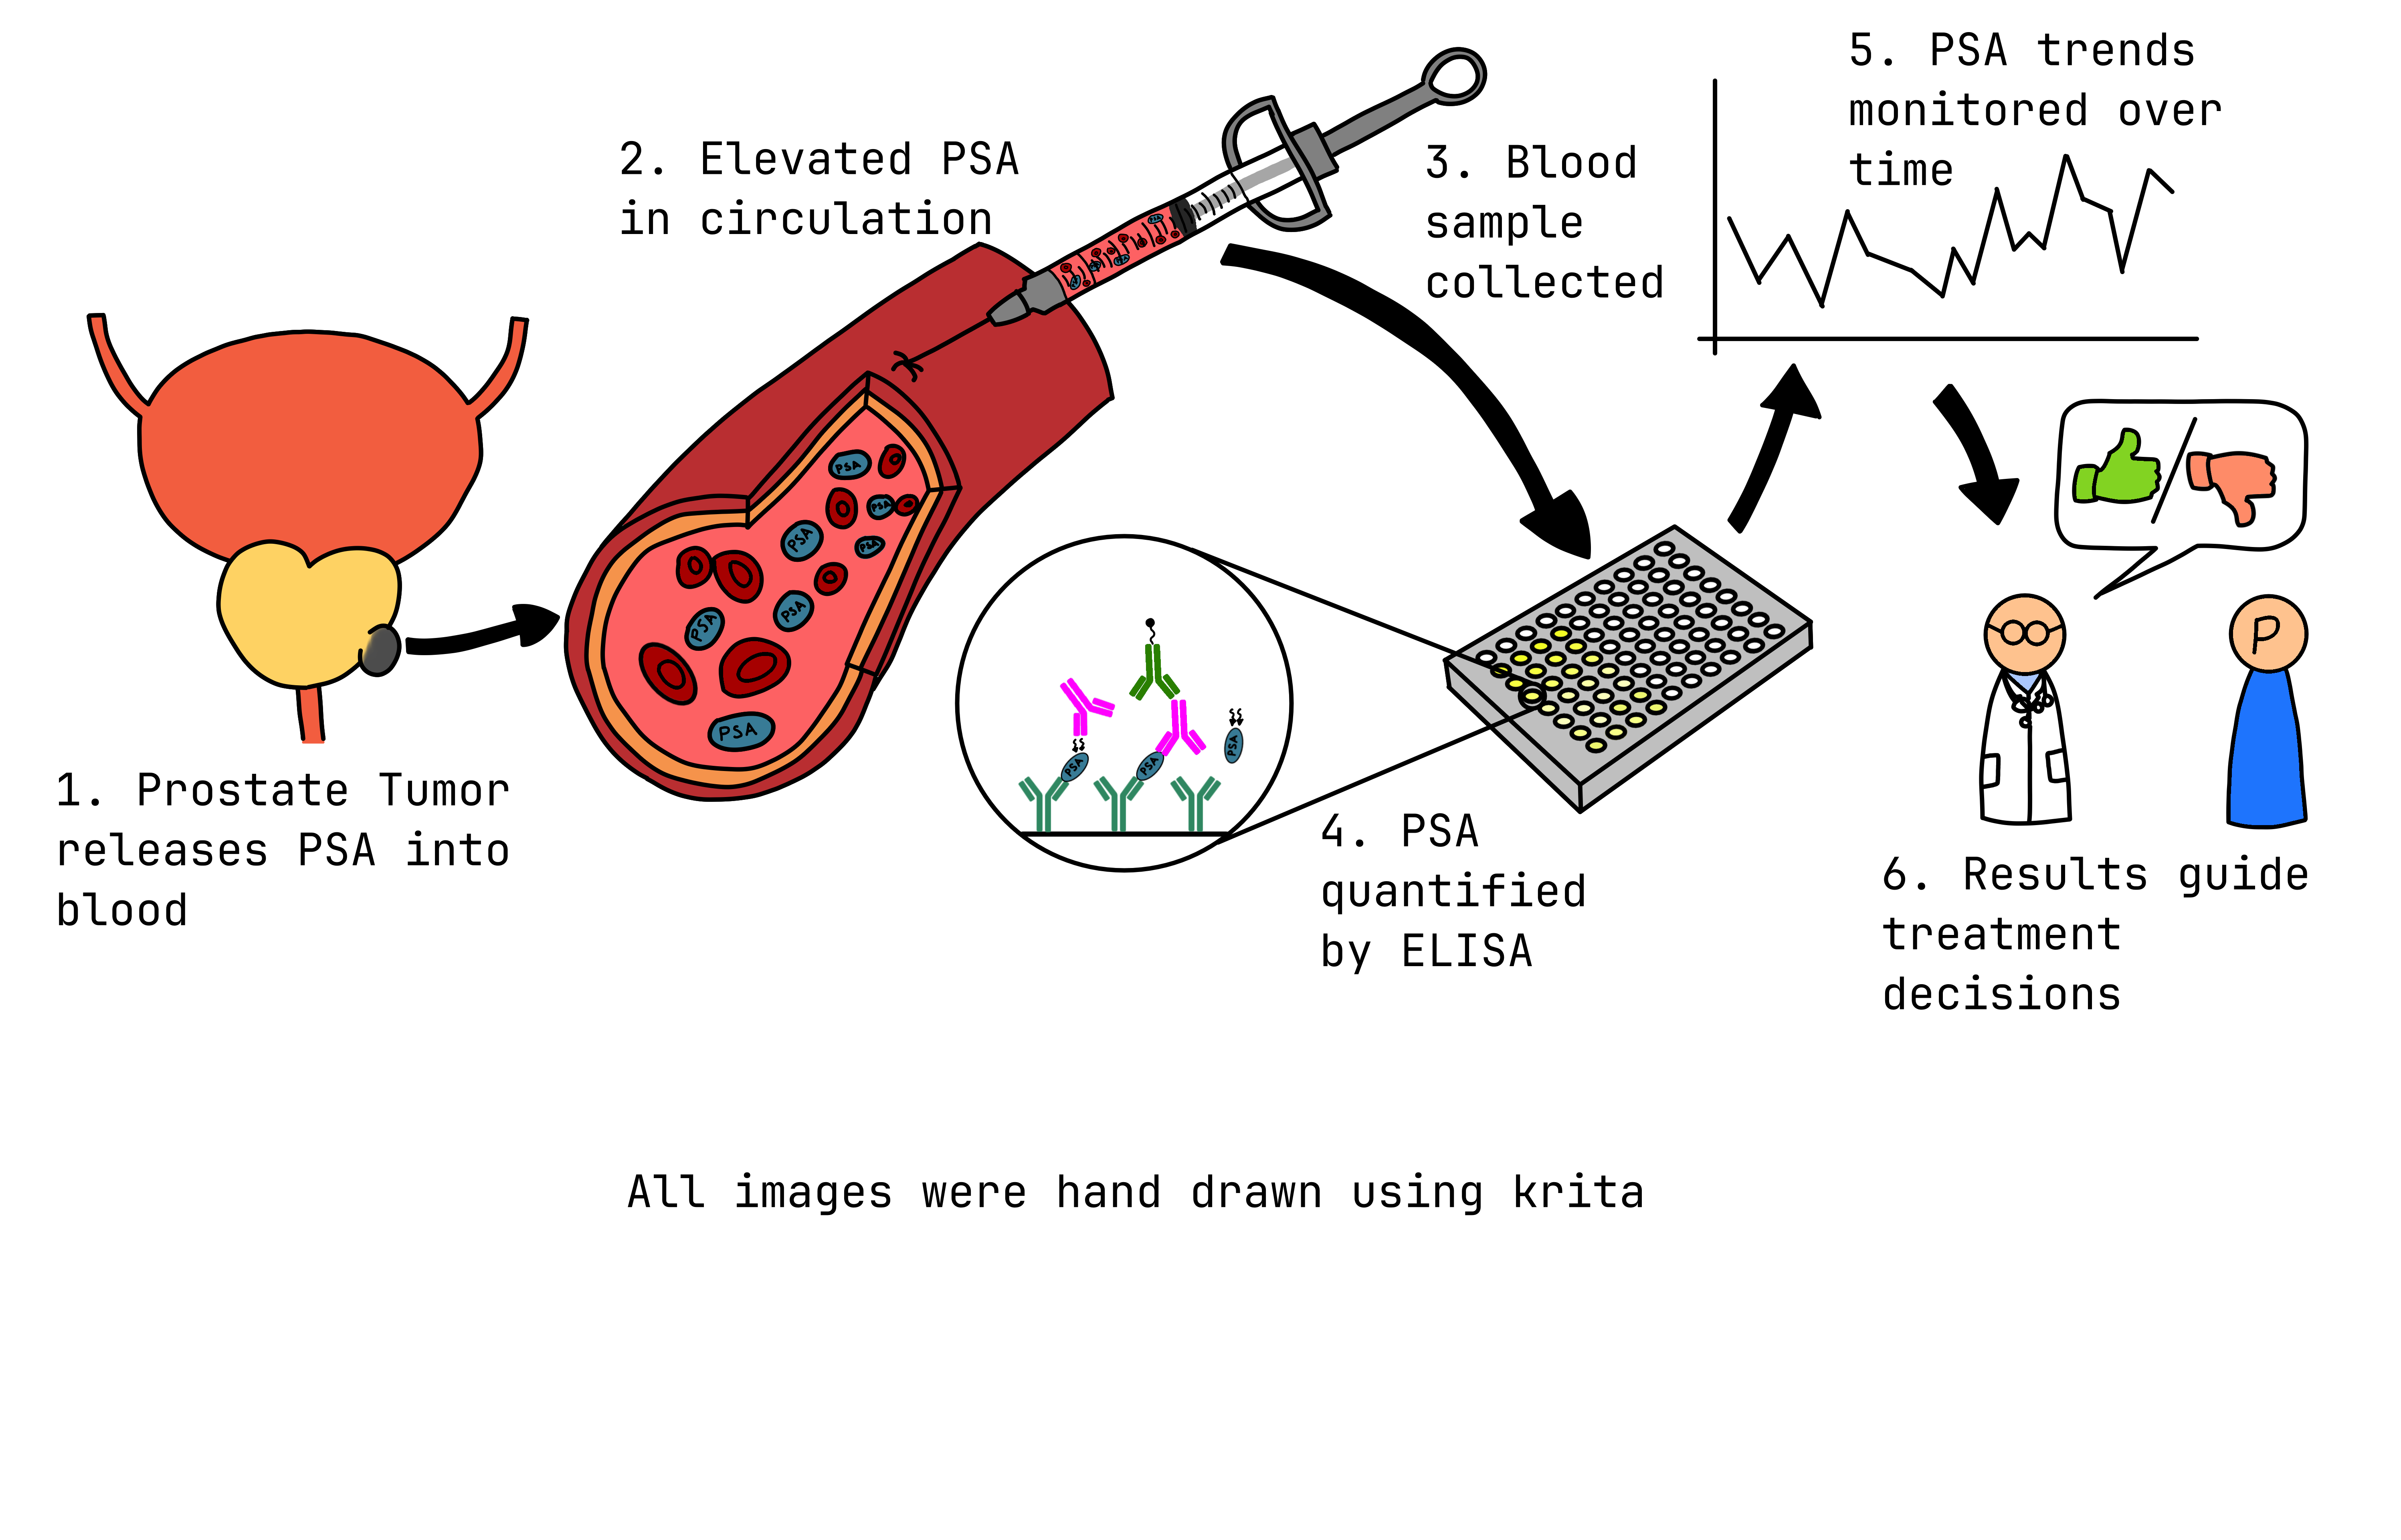 1. Prostate Tumor
releases PSA into
blood
2. Elevated PSA
in circulation
3. Blood
sample
collected
4. PSA
quantified
by ELISA
5. PSA trends
monitored over
time
6. Results guide
treatment
decisions
PSA
PSA
PSA
PSA
PSA
PSA
PSA
PSA
PSA
PSA
P
All images were hand drawn using krita